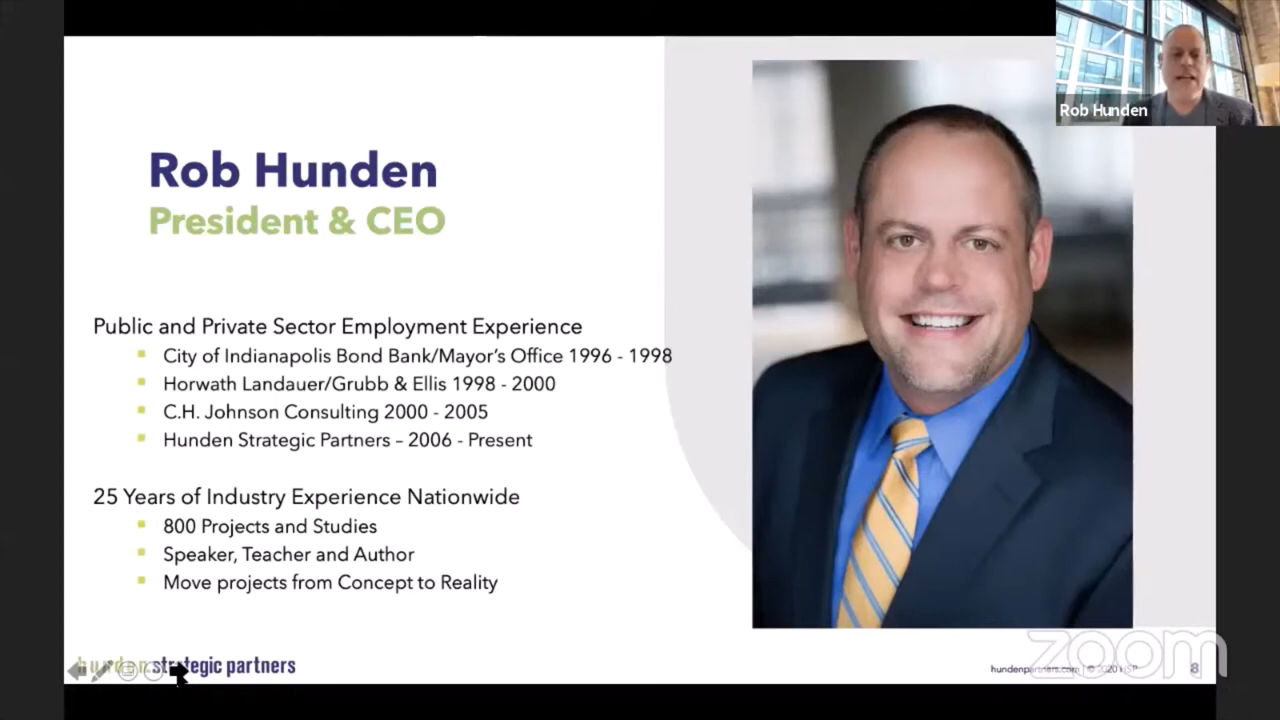 Rob Hunden
Rob Hunden
President & CEO
Public and Private Sector Employment Experience
City of Indianapolis Bond Bank/Mayor's Office 1996 - 1998
Horwath Landauer/Grubb & Ellis 1998 - 2000
C.H. Johnson Consulting 2000 - 2005
Hunden Strategic Partners – 2006 - Present
25 Years of Industry Experience Nationwide
800 Projects and Studies
Speaker, Teacher and Author
Move projects from Concept to Reality
hunden strategic partners
hundenpartners.com | © 2020 HSP
8
zoom